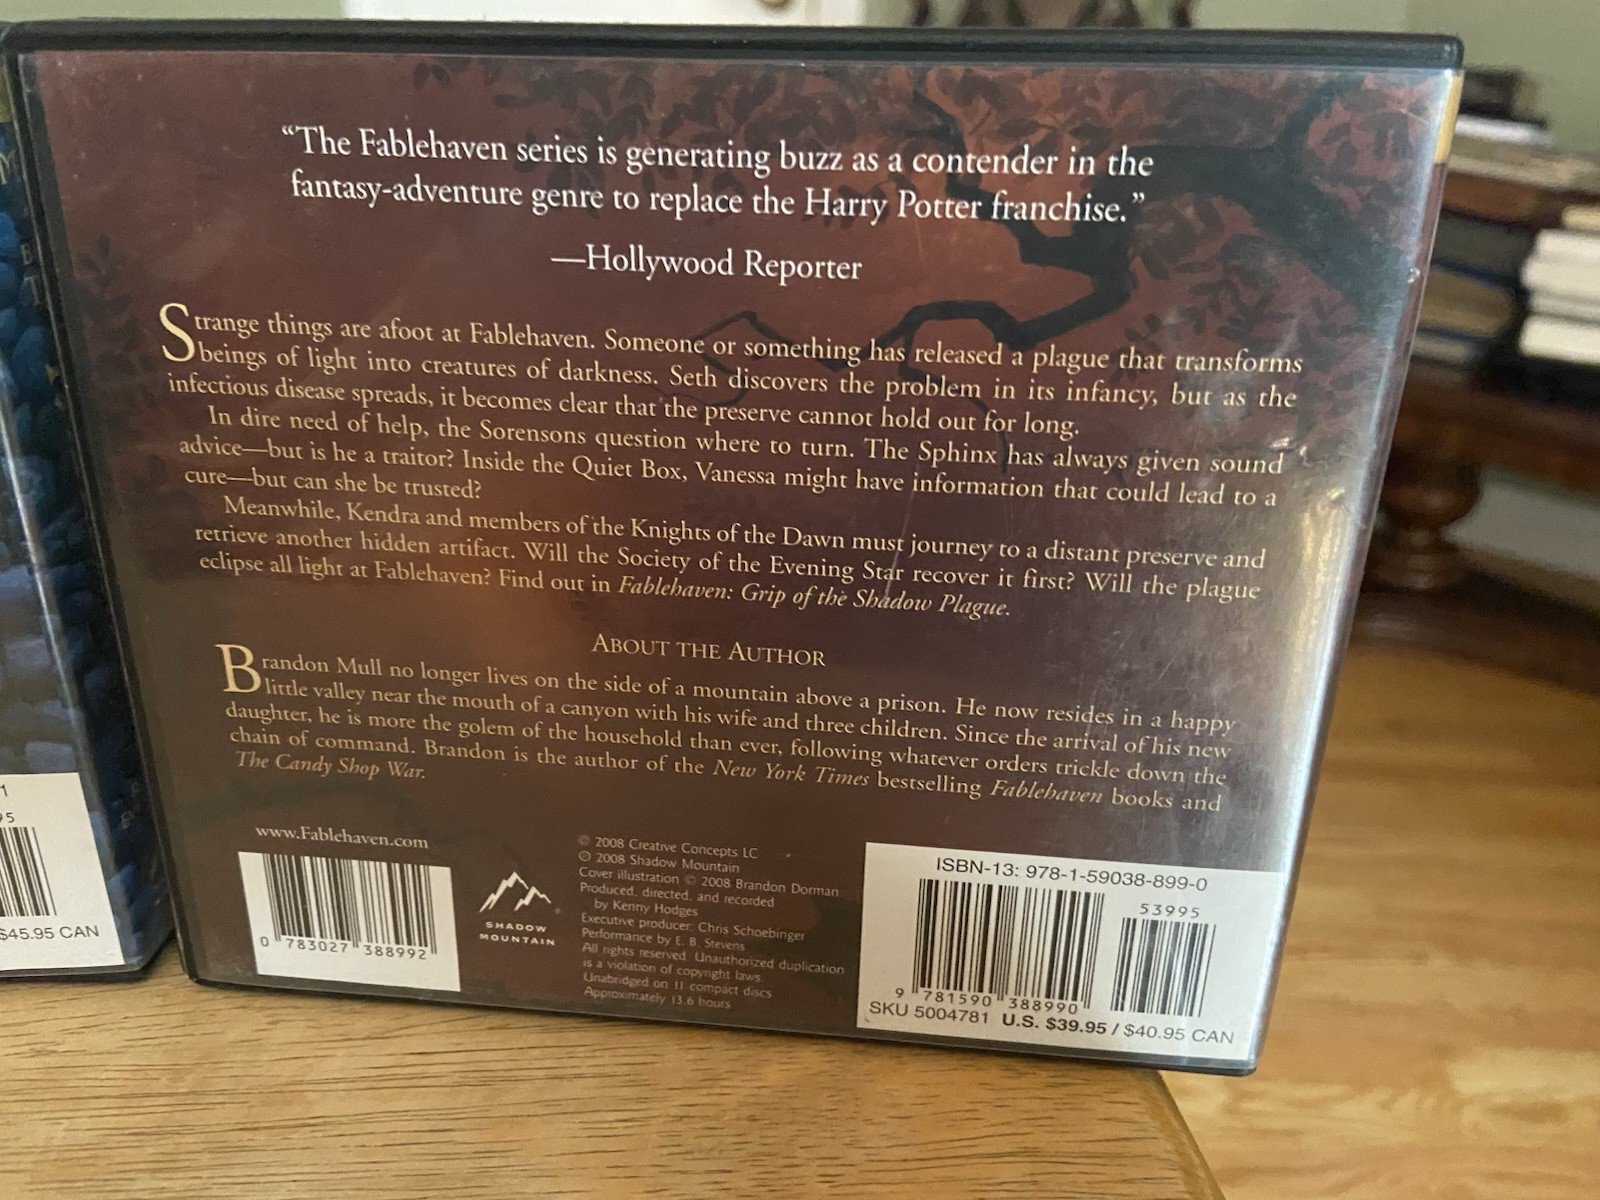 “The Fablehaven series is generating buzz as a contender in the
fantasy-adventure genre to replace the Harry Potter franchise.”
—Hollywood Reporter
Strange things are afoot at Fablehaven. Someone or something has released a plague that transforms
beings of light into creatures of darkness. Seth discovers the problem in its infancy, but as the
infectious disease spreads, it becomes clear that the preserve cannot hold out for long.
In dire need of help, the Sorensons question where to turn. The Sphinx has always given sound
advice—but is he a traitor? Inside the Quiet Box, Vanessa might have information that could lead to a
cure—but can she be trusted?
Meanwhile, Kendra and members of the Knights of the Dawn must journey to a distant preserve and
retrieve another hidden artifact. Will the Society of the Evening Star recover it first? Will the plague
eclipse all light at Fablehaven? Find out in Fablehaven: Grip of the Shadow Plague.
ABOUT THE AUTHOR
Brandon Mull no longer lives on the side of a mountain above a prison. He now resides in a happy
little valley near the mouth of a canyon with his wife and three children. Since the arrival of his new
daughter, he is more the golem of the household than ever, following whatever orders trickle down the
chain of command. Brandon is the author of the New York Times bestselling Fablehaven books and
The Candy Shop War.
www.Fablehaven.com
0 783027 388992
SHADOW
MOUNTAIN
© 2008 Creative Concepts LC
℗ 2008 Shadow Mountain
Cover illustration © 2008 Brandon Dorman
Produced, directed, and recorded
by Kenny Hodges
Executive producer: Chris Schoebinger
Performance by E. B. Stevens
All rights reserved. Unauthorized duplication
is a violation of copyright laws.
Unabridged on 11 compact discs
Approximately 13.6 hours
ISBN-13: 978-1-59038-899-0
53995
9 781590 388990
SKU 5004781 U.S. $39.95 / $40.95 CAN
$45.95 CAN